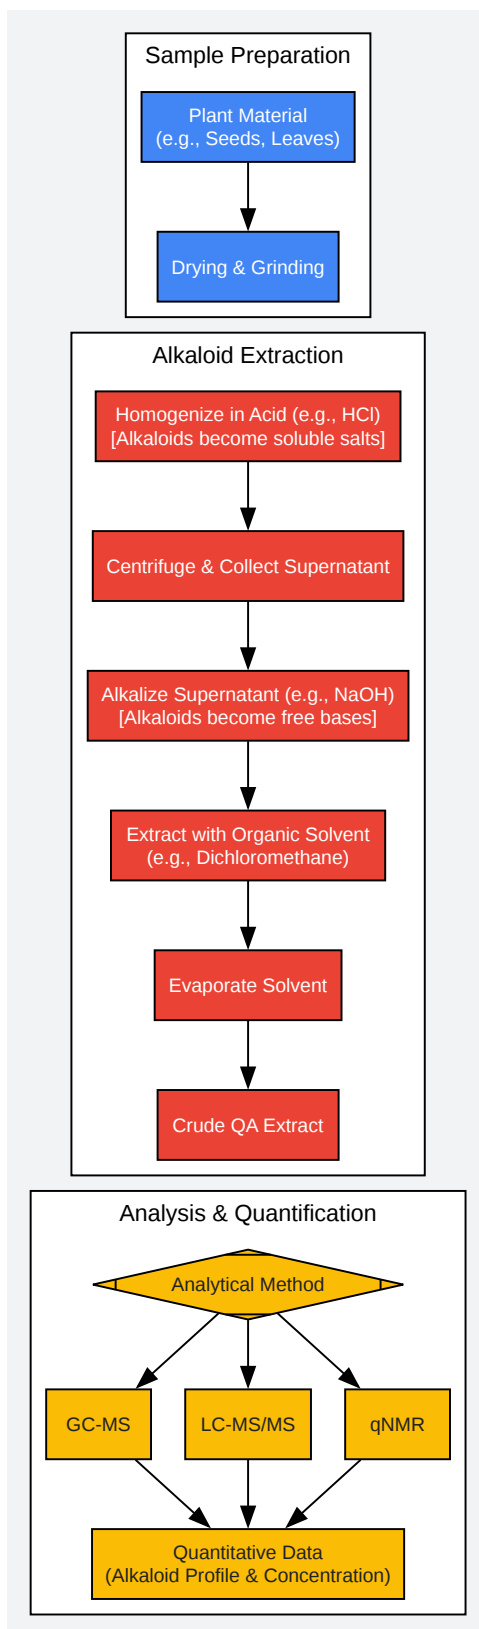 Sample Preparation
Plant Material
(e.g., Seeds, Leaves)
Drying & Grinding
Alkaloid Extraction
Homogenize in Acid (e.g., HCl)
[Alkaloids become soluble salts]
Centrifuge & Collect Supernatant
Alkalize Supernatant (e.g., NaOH)
[Alkaloids become free bases]
Extract with Organic Solvent
(e.g., Dichloromethane)
Evaporate Solvent
Crude QA Extract
Analysis & Quantification
Analytical Method
GC-MS
LC-MS/MS
qNMR
Quantitative Data
(Alkaloid Profile & Concentration)